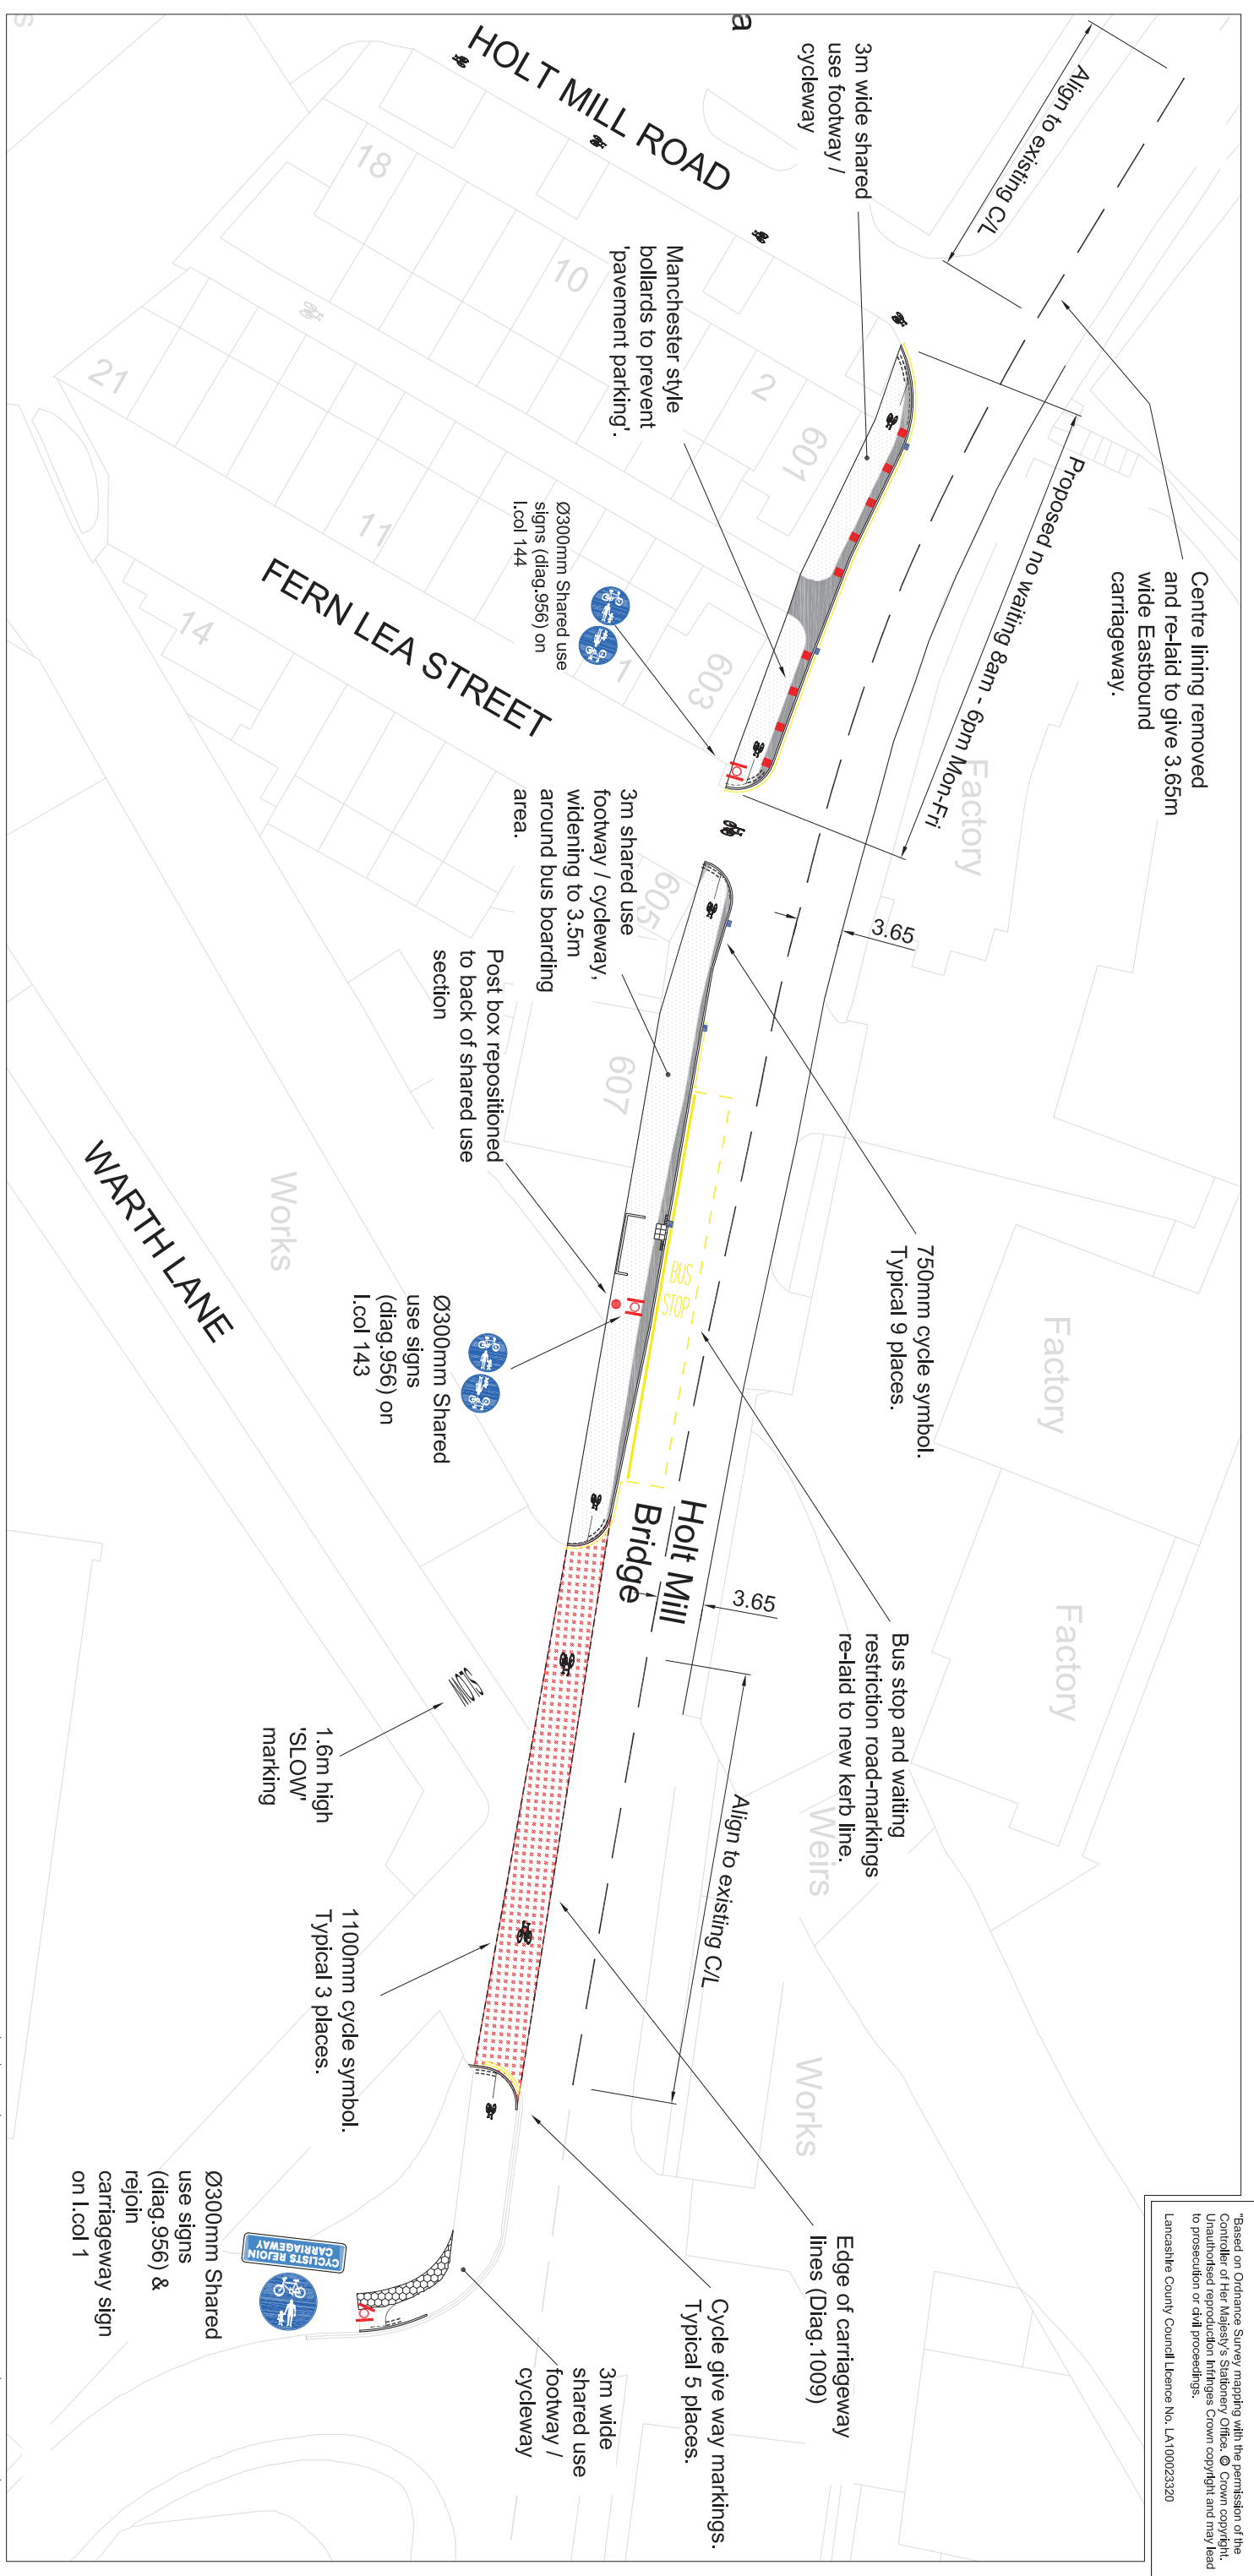 "Based on Ordnance Survey mapping with the permission of the
Controller of Her Majesty's Stationery Office. © Crown copyright.
Unauthorised reproduction infringes Crown copyright and may lead
to prosecution or civil proceedings.
Lancashire County Council Licence No. LA100023320
Align to existing C/L
Centre lining removed
and re-laid to give 3.65m
wide Eastbound
carriageway.
Proposed no waiting 8am - 6pm Mon-Fri
3m wide shared
use footway /
cycleway
a
HOLT MILL ROAD
Manchester style
bollards to prevent
'pavement parking'.
18
10
2
601
21
11
14
1
603
605
607
Ø300mm Shared use
signs (diag.956) on
l.col 144
FERN LEA STREET
Factory
3.65
3m shared use
footway / cycleway,
widening to 3.5m
around bus boarding
area.
Post box repositioned
to back of shared use
section
750mm cycle symbol.
Typical 9 places.
Factory
BUS
STOP
Works
WARTH LANE
Ø300mm Shared
use signs
(diag.956) on
l.col 143
Holt Mill
Bridge
3.65
Factory
Bus stop and waiting
restriction road-markings
re-laid to new kerb line.
Weirs
Align to existing C/L
SLOW
1.6m high
'SLOW'
marking
1100mm cycle symbol.
Typical 3 places.
Works
Edge of carriageway
lines (Diag.1009)
Cycle give way markings.
Typical 5 places.
3m wide
shared use
footway /
cycleway
CYCLISTS REJOIN
CARRIAGEWAY
Ø300mm Shared
use signs
(diag.956) &
rejoin
carriageway sign
on l.col 1